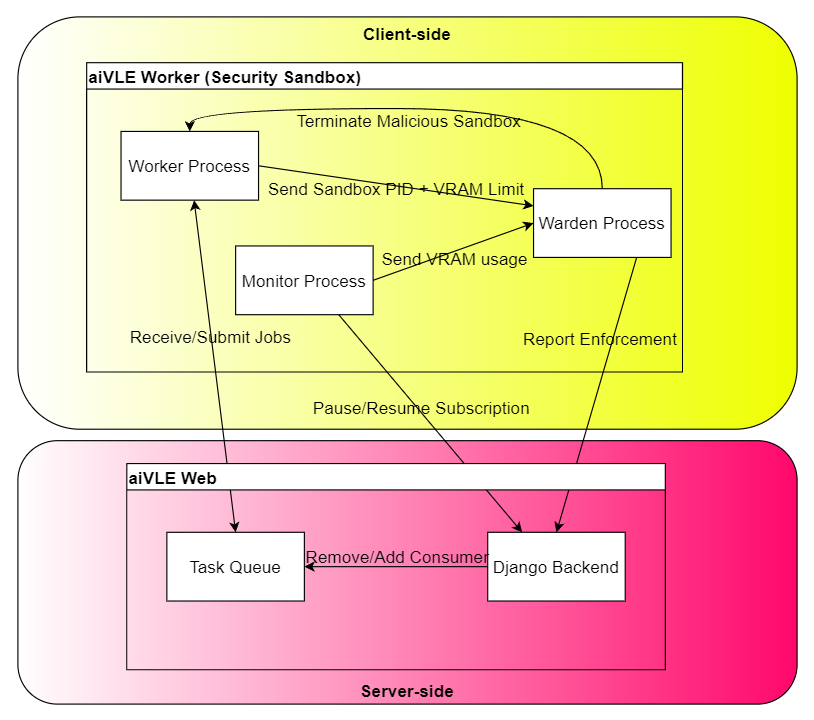 Client-side
aiVLE Worker (Security Sandbox)
Terminate Malicious Sandbox
Worker Process
Send Sandbox PID + VRAM Limit
Warden Process
Send VRAM usage
Monitor Process
Receive/Submit Jobs
Report Enforcement
Pause/Resume Subscription
aiVLE Web
Remove/Add Consumer
Task Queue
Django Backend
Server-side